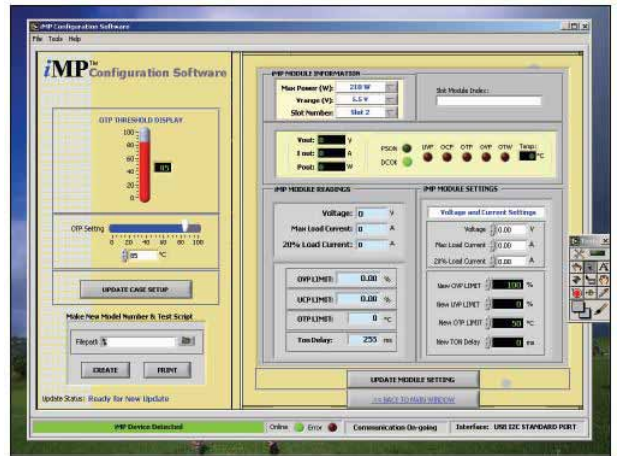 iMP Configuration Software
File Tools Help
iMP™ Configuration Software
OTP THRESHOLD DISPLAY
100
80
60
40
20
0
85
OTP Setting
0 20 40 60 80 100
85 °C
UPDATE CASE SETUP
Make New Model Number & Test Script
Filepath
CREATE PRINT
Update Status: Ready for New Update
iMP MODULE INFORMATION
Max Power (W): 210 W
Vrange (V): 5.5 V
Slot Number: Slot 2
Slot Module Index:
Vout: 0 V
I out: 0 A
Pout: 0 W
PSON
DCOK
UVP OCP OTP OVP OTW Temp:
0 °C
iMP MODULE READINGS
Voltage: 0 V
Max Load Current: 0 A
20% Load Current: 0 A
OVP LIMIT: 0.00 %
UCP LIMIT: 0.00 %
OTP LIMIT: 0 °C
Ton Delay: 255 ms
iMP MODULE SETTINGS
Voltage and Current Settings
Voltage 0.00 V
Max Load Current 0.00 A
20% Load Current 0.00 A
New OVP LIMIT 100 %
New UVP LIMIT 0 %
New OTP LIMIT 50 °C
New TON Delay 0 ms
UPDATE MODULE SETTING
>> BACK TO MAIN WINDOW
iMP Device Detected
Online Error Communication On-going Interface: USB I2C STANDARD PORT
Tools